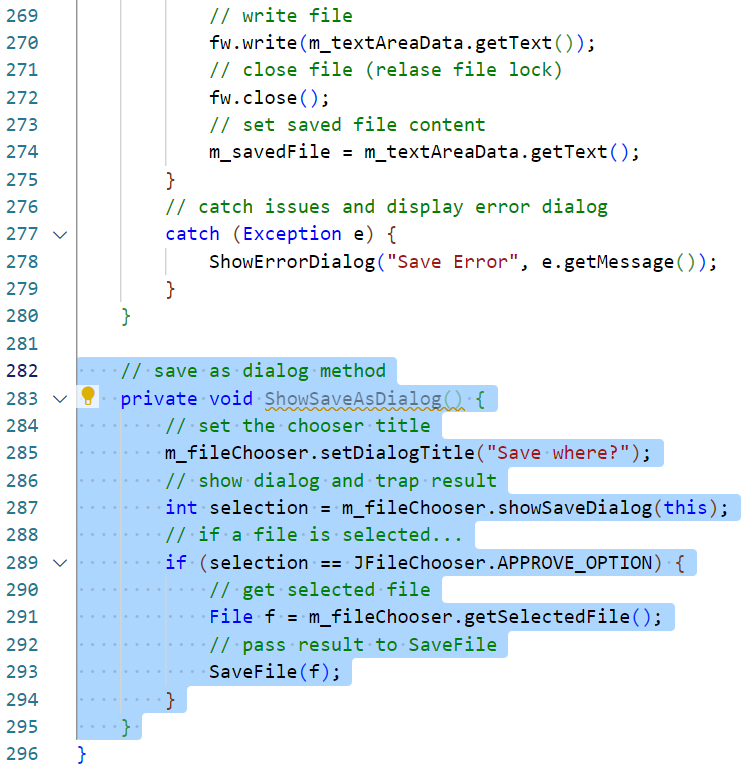 269 // write file
270 fw.write(m_textAreaData.getText());
271 // close file (relase file lock)
272 fw.close();
273 // set saved file content
274 m_savedFile = m_textAreaData.getText();
275 }
276 // catch issues and display error dialog
277 catch (Exception e) {
278 ShowErrorDialog("Save Error", e.getMessage());
279 }
280 }
281
282 // save as dialog method
283 private void ShowSaveAsDialog() {
284 // set the chooser title
285 m_fileChooser.setDialogTitle("Save where?");
286 // show dialog and trap result
287 int selection = m_fileChooser.showSaveDialog(this);
288 // if a file is selected...
289 if (selection == JFileChooser.APPROVE_OPTION) {
290 // get selected file
291 File f = m_fileChooser.getSelectedFile();
292 // pass result to SaveFile
293 SaveFile(f);
294 }
295 }
296 }